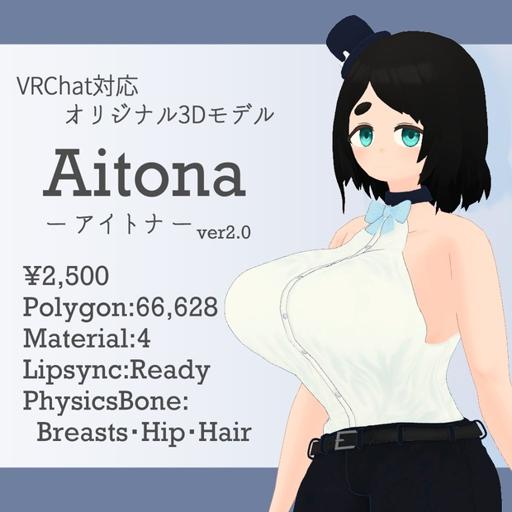 VRChat対応
オリジナル3Dモデル
Aitona
ー アイトナ ー ver2.0
¥2,500
Polygon:66,628
Material:4
Lipsync:Ready
PhysicsBone:
Breasts・Hip・Hair